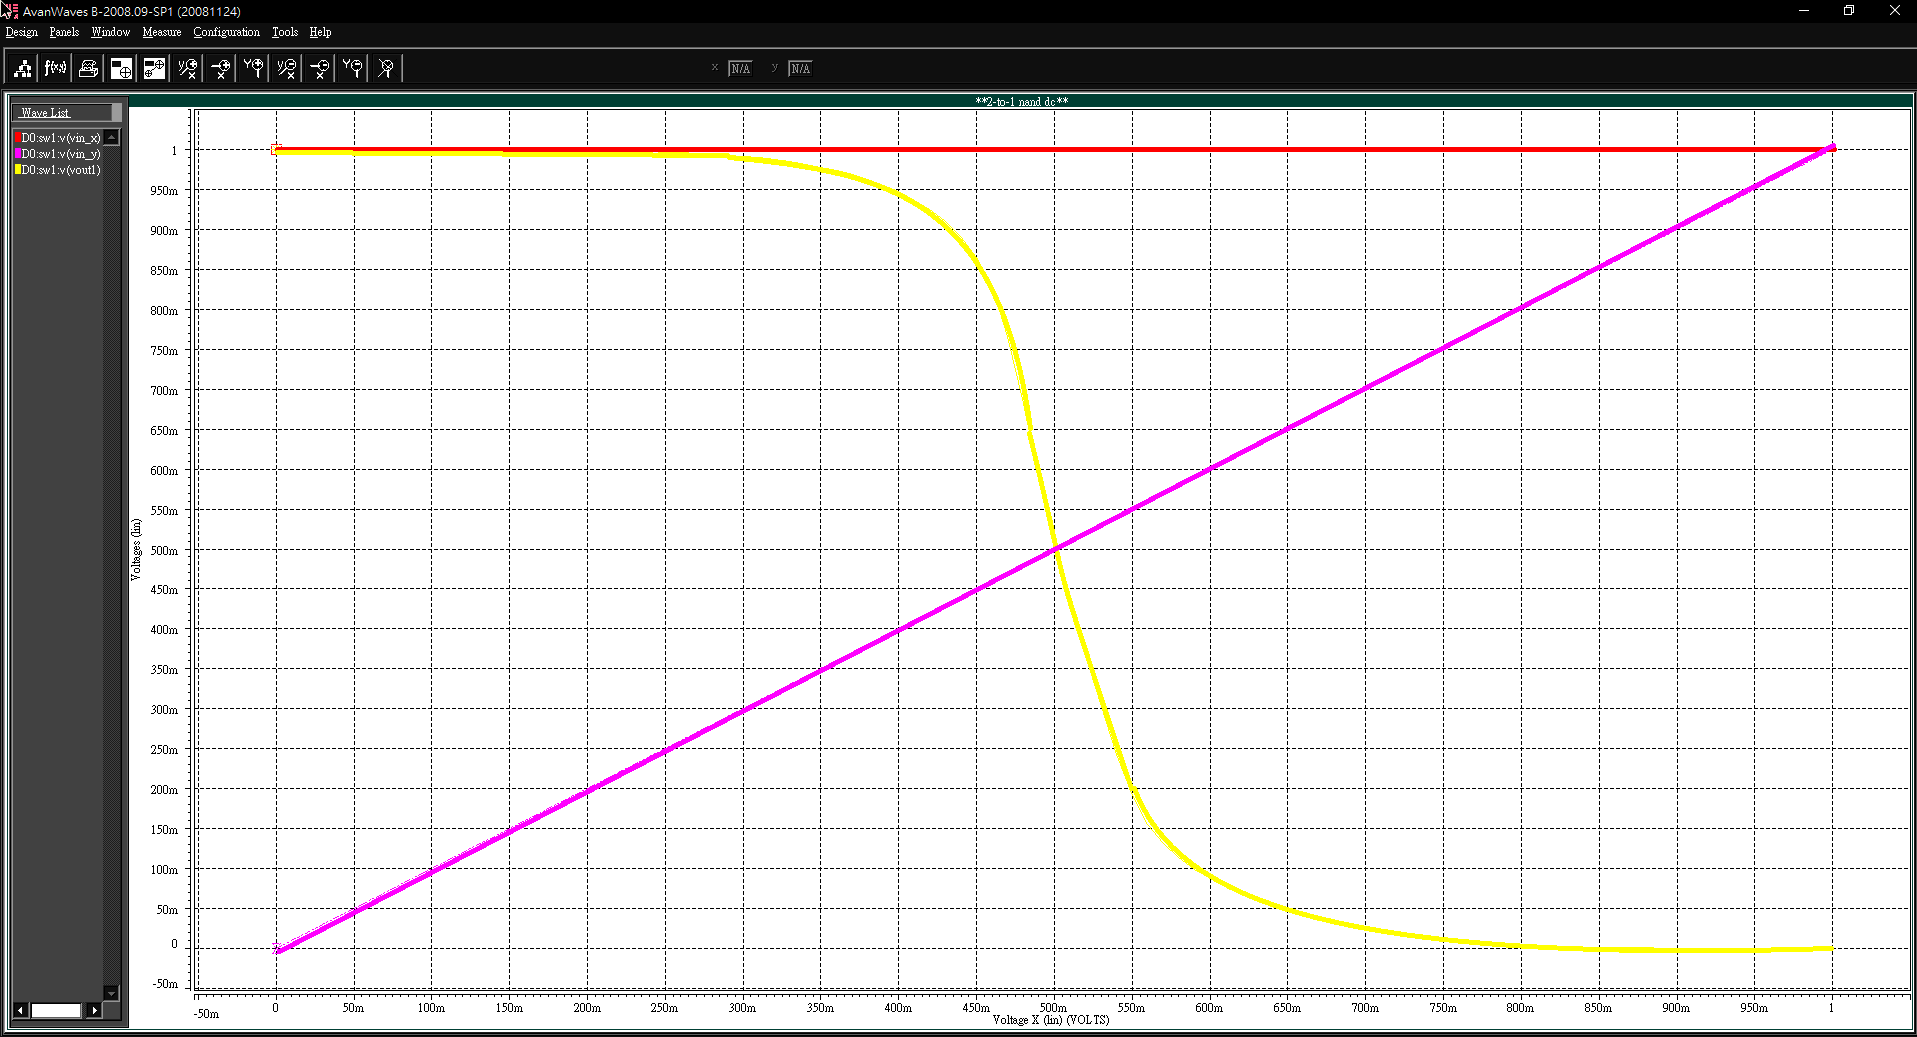 AvanWaves B-2008.09-SP1 (20081124)
Design Panels Window Measure Configuration Tools Help
f(x) x N/A y N/A
**2-to-1 nand dc**
Wave List
D0:sw1:v(vin_x)
D0:sw1:v(vin_y)
D0:sw1:v(vout1)
Voltages (lin)
1
950m
900m
850m
800m
750m
700m
650m
600m
550m
500m
450m
400m
350m
300m
250m
200m
150m
100m
50m
0
-50m
-50m 0 50m 100m 150m 200m 250m 300m 350m 400m 450m 500m 550m 600m 650m 700m 750m 800m 850m 900m 950m 1
Voltage X (lin) (VOLTS)